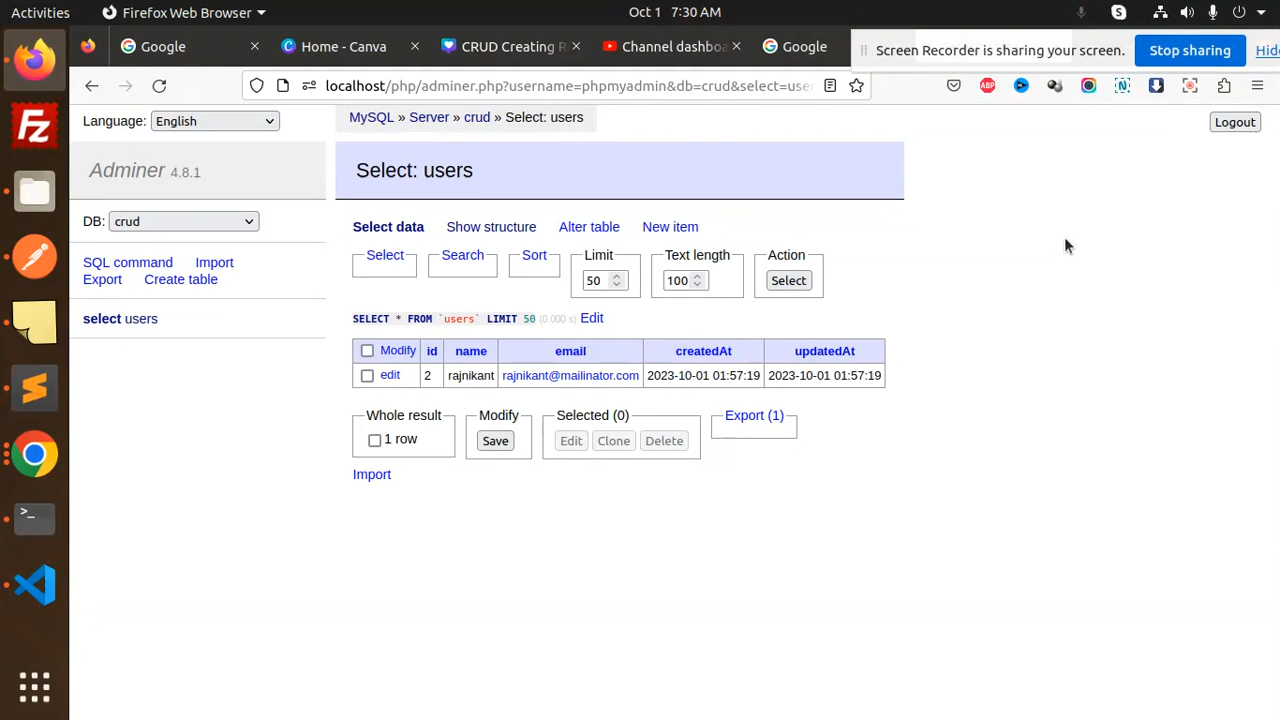 Activities
Firefox Web Browser
Oct 1 7:30 AM
Google
Home - Canva
CRUD Creating R
Channel dashboa
Google
Screen Recorder is sharing your screen.
Stop sharing
Hide
localhost/php/adminer.php?username=phpmyadmin&db=crud&select=use
ABP
Language: English
MySQL » Server » crud » Select: users
Logout
Adminer 4.8.1
Select: users
DB: crud
Select data Show structure Alter table New item
SQL command Import
Export Create table
select users
Select Search Sort Limit Text length Action
50 100 Select
SELECT * FROM `users` LIMIT 50 (0.000 s) Edit
Modify id name email createdAt updatedAt
edit 2 rajnikant rajnikant@mailinator.com 2023-10-01 01:57:19 2023-10-01 01:57:19
Whole result Modify Selected (0) Export (1)
1 row Save Edit Clone Delete
Import